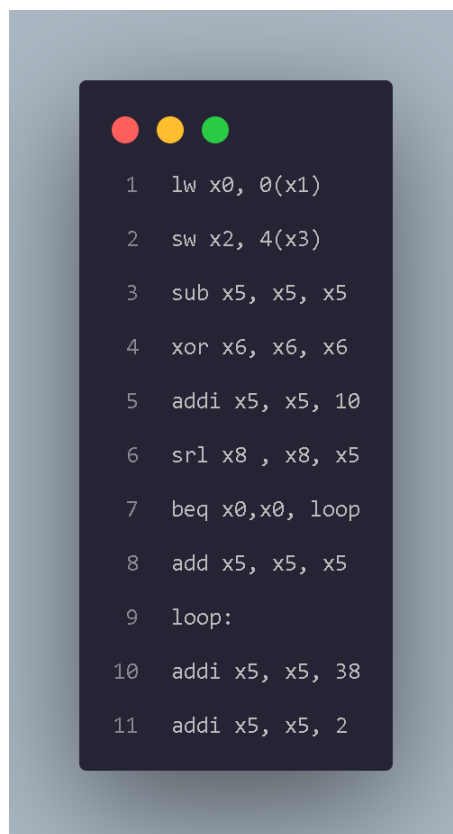 1 lw x0, 0(x1)
2 sw x2, 4(x3)
3 sub x5, x5, x5
4 xor x6, x6, x6
5 addi x5, x5, 10
6 srl x8 , x8, x5
7 beq x0,x0, loop
8 add x5, x5, x5
9 loop:
10 addi x5, x5, 38
11 addi x5, x5, 2